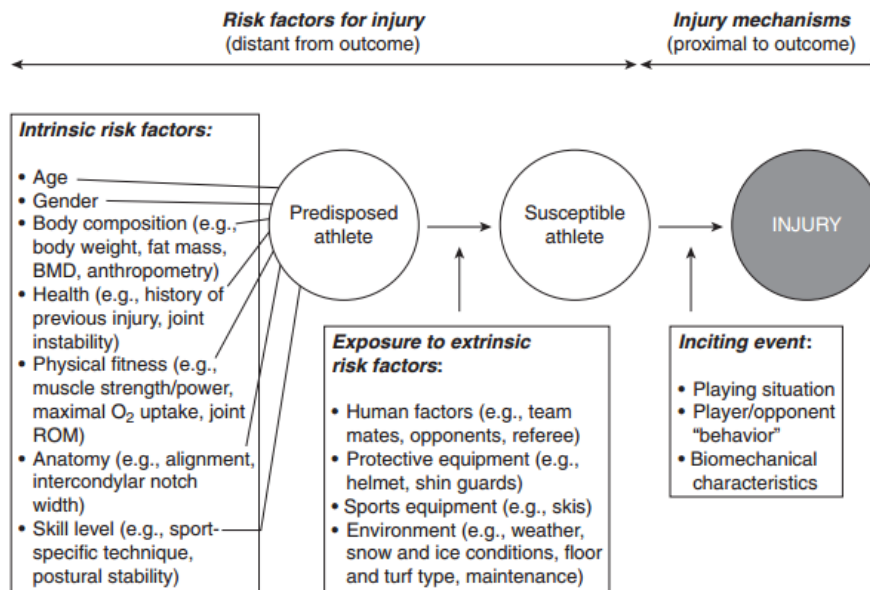 Risk factors for injury
(distant from outcome)
Injury mechanisms
(proximal to outcome)
Intrinsic risk factors:
• Age
• Gender
• Body composition (e.g.,
body weight, fat mass,
BMD, anthropometry)
• Health (e.g., history of
previous injury, joint
instability)
• Physical fitness (e.g.,
muscle strength/power,
maximal O₂ uptake, joint
ROM)
• Anatomy (e.g., alignment,
intercondylar notch
width)
• Skill level (e.g., sport-
specific technique,
postural stability)
Predisposed
athlete
Susceptible
athlete
INJURY
Exposure to extrinsic
risk factors:
• Human factors (e.g., team
mates, opponents, referee)
• Protective equipment (e.g.,
helmet, shin guards)
• Sports equipment (e.g., skis)
• Environment (e.g., weather,
snow and ice conditions, floor
and turf type, maintenance)
Inciting event:
• Playing situation
• Player/opponent
“behavior”
• Biomechanical
characteristics